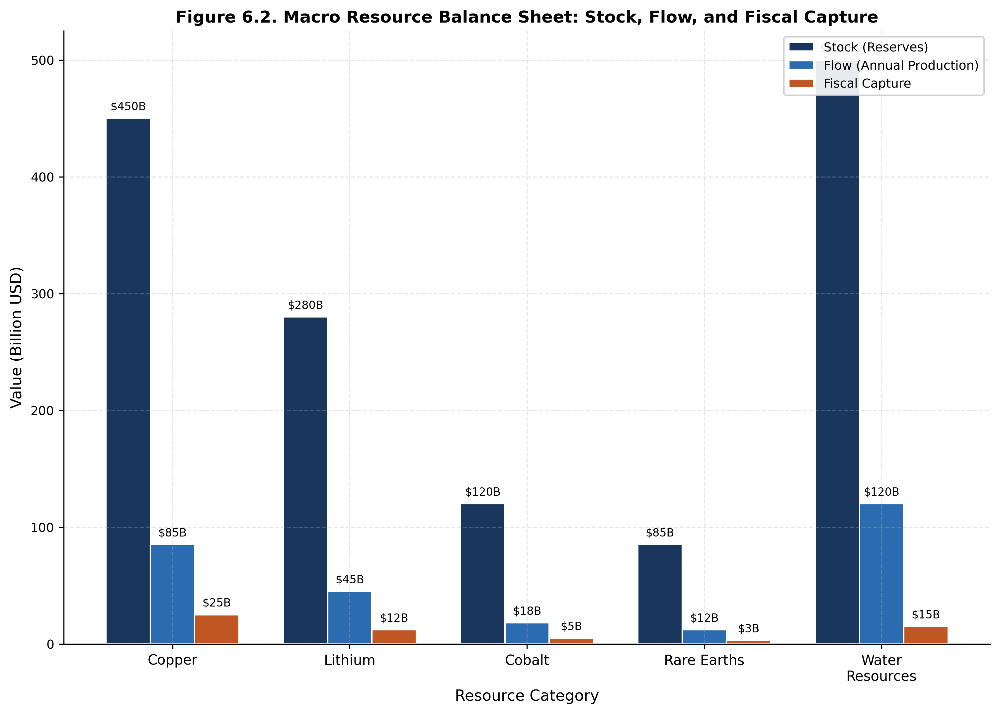 Figure 6.2. Macro Resource Balance Sheet: Stock, Flow, and Fiscal Capture
Stock (Reserves)
Flow (Annual Production)
Fiscal Capture
Value (Billion USD)
500
400
300
200
100
0
$450B
$85B
$25B
$280B
$45B
$12B
$120B
$18B
$5B
$85B
$12B
$3B
$120B
$15B
Copper
Lithium
Cobalt
Rare Earths
Water
Resources
Resource Category